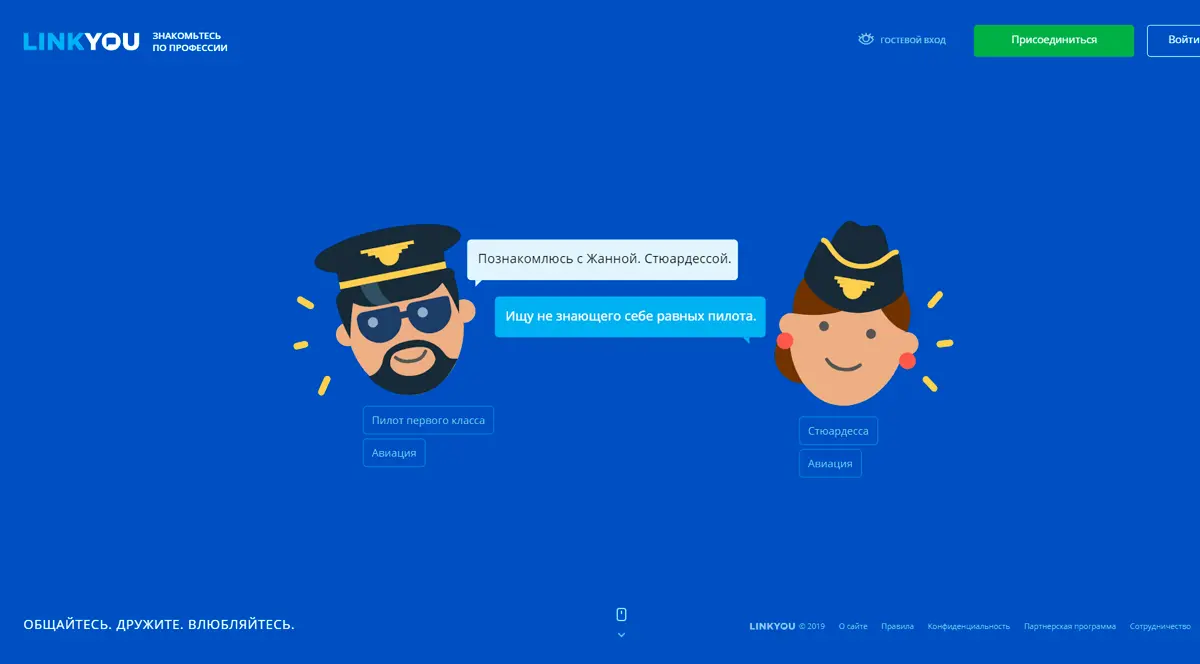 LINKYOU
ЗНАКОМЬТЕСЬ
ПО ПРОФЕССИИ
ГОСТЕВОЙ ВХОД
Присоединиться
Войти
Познакомлюсь с Жанной. Стюардессой.
Ищу не знающего себе равных пилота.
Пилот первого класса
Авиация
Стюардесса
Авиация
ОБЩАЙТЕСЬ. ДРУЖИТЕ. ВЛЮБЛЯЙТЕСЬ.
LINKYOU © 2019 О сайте Правила Конфиденциальность Партнерская программа Сотрудничество